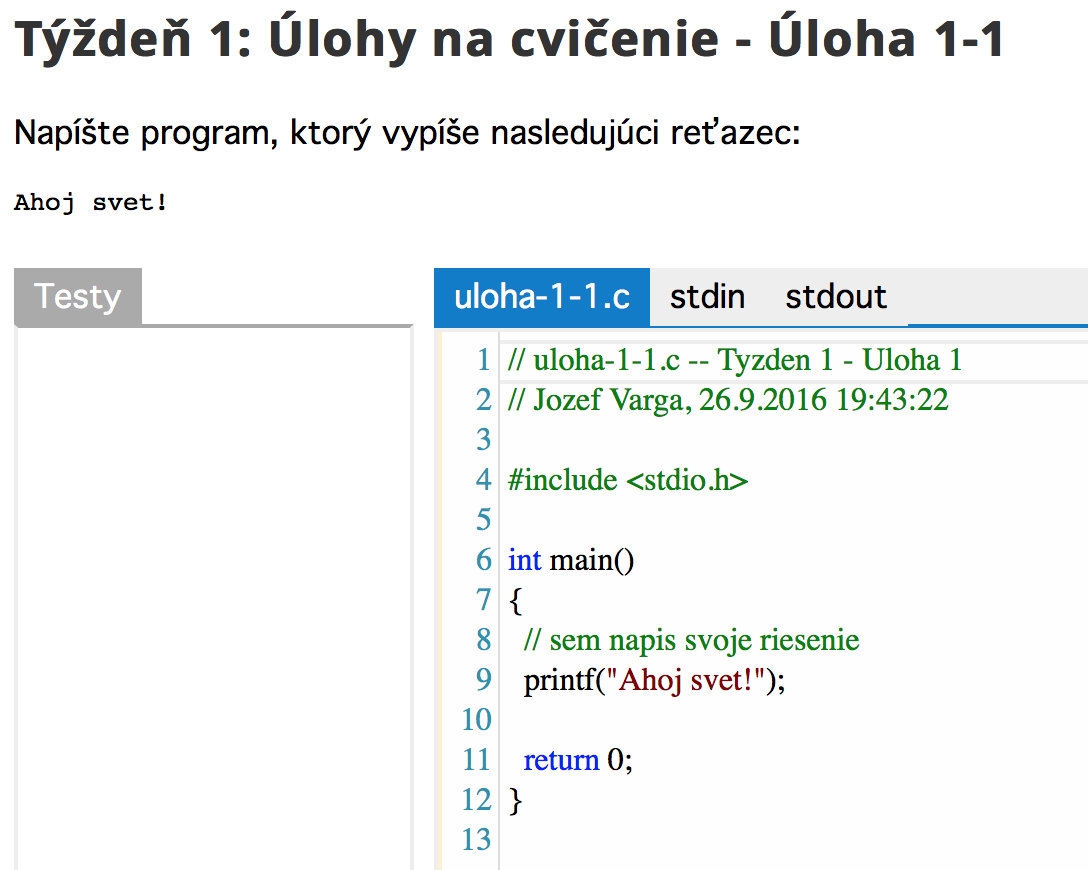 Týždeň 1: Úlohy na cvičenie - Úloha 1-1
Napíšte program, ktorý vypíše nasledujúci reťazec:
Ahoj svet!
Testy
uloha-1-1.c stdin stdout
1 // uloha-1-1.c -- Tyzden 1 - Uloha 1
2 // Jozef Varga, 26.9.2016 19:43:22
3
4 #include <stdio.h>
5
6 int main()
7 {
8 // sem napis svoje riesenie
9 printf("Ahoj svet!");
10
11 return 0;
12 }
13